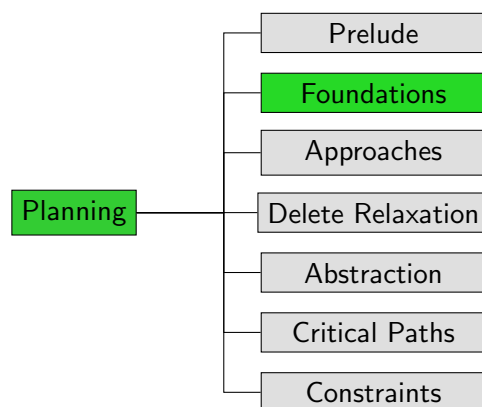 Prelude
Foundations
Approaches
Planning
Delete Relaxation
Abstraction
Critical Paths
Constraints